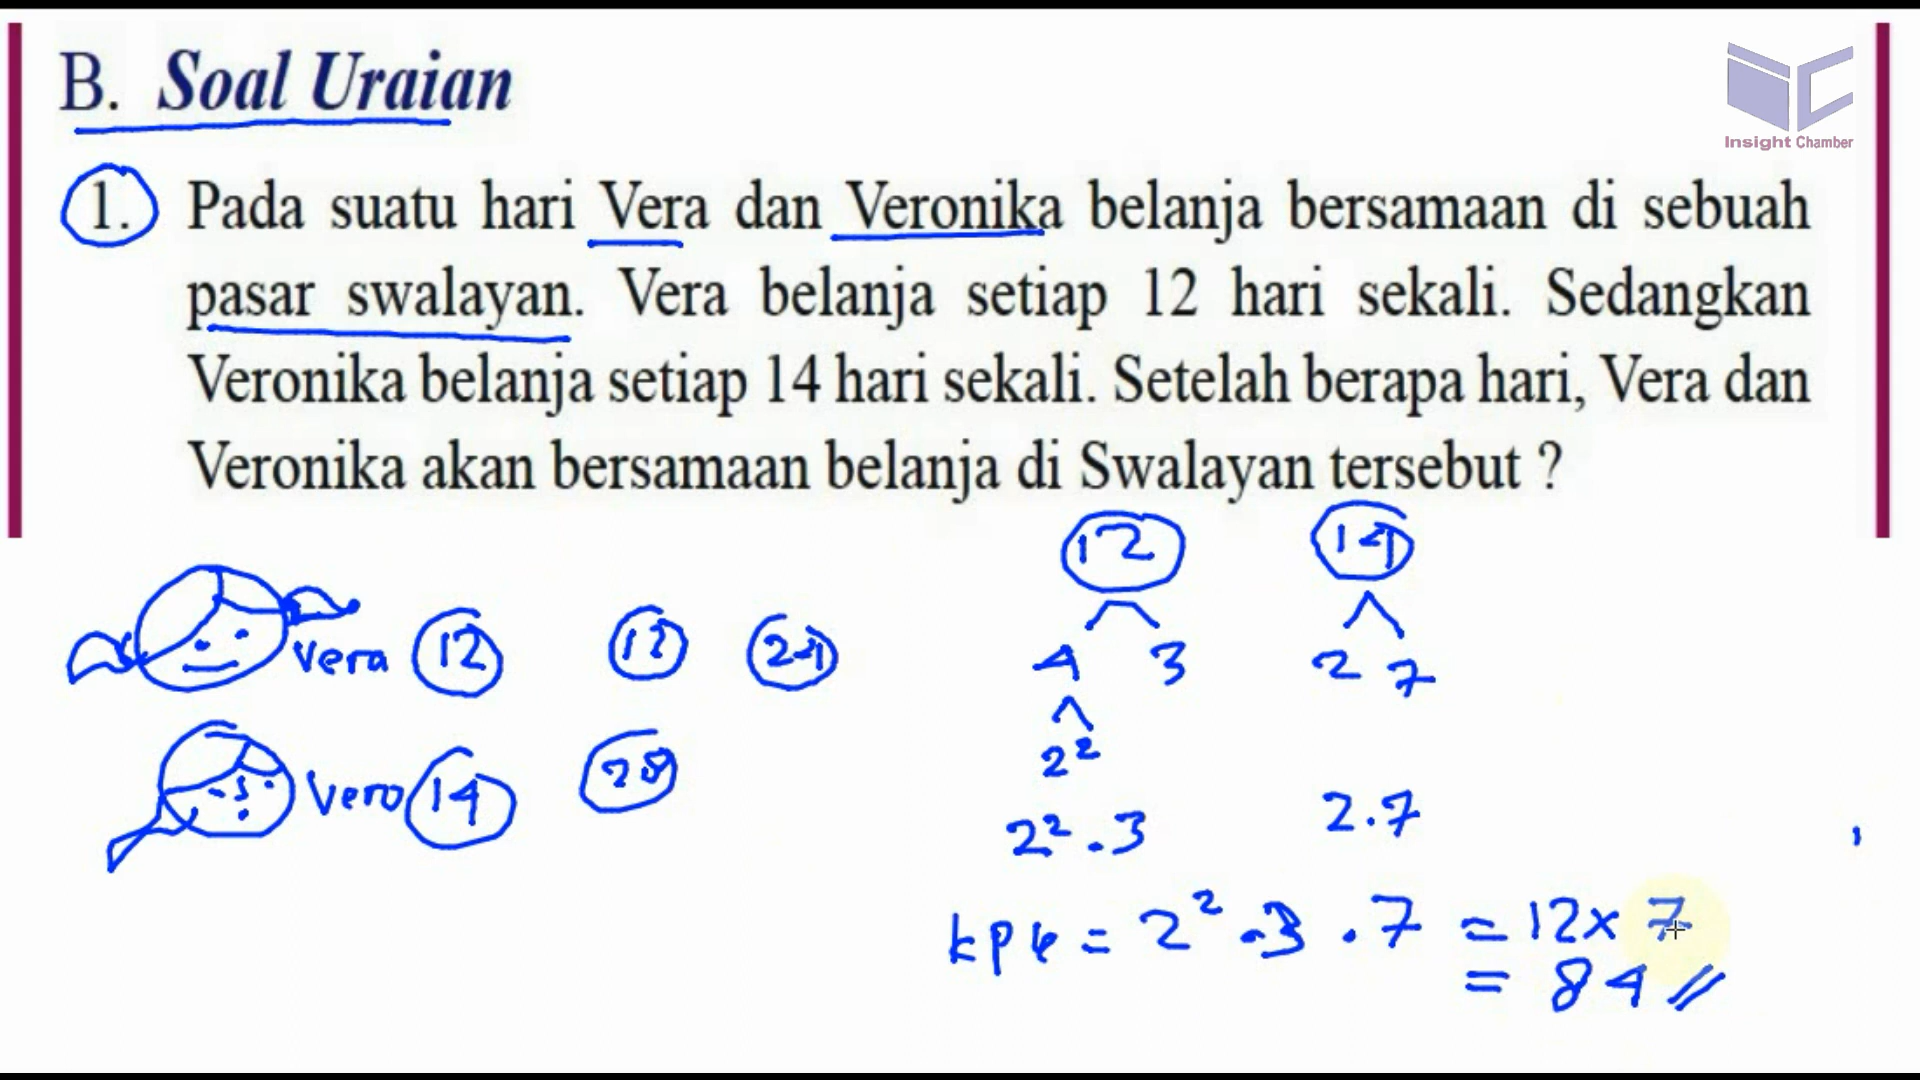 B. Soal Uraian
Insight Chamber
1. Pada suatu hari Vera dan Veronika belanja bersamaan di sebuah
pasar swalayan. Vera belanja setiap 12 hari sekali. Sedangkan
Veronika belanja setiap 14 hari sekali. Setelah berapa hari, Vera dan
Veronika akan bersamaan belanja di Swalayan tersebut ?
12 14
Vera 12 12 24
4 3 2 7
2²
Vero 14 28
2² . 3 2 . 7
kpk = 2² . 3 . 7 = 12 x 7
= 84 //